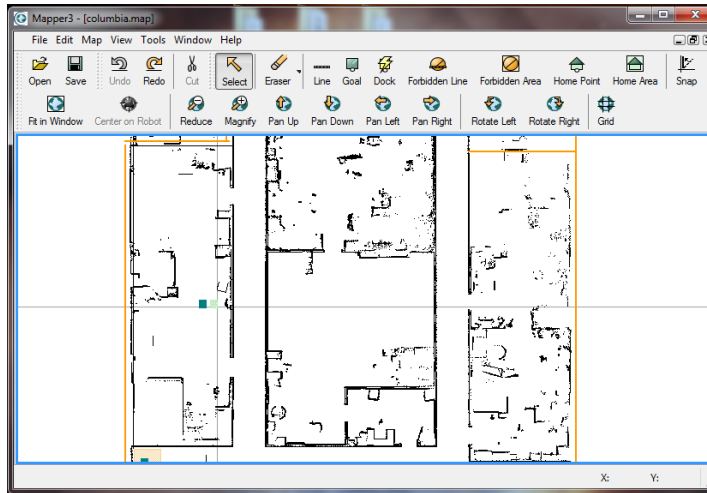 Mapper3 - [columbia.map]
File Edit Map View Tools Window Help
Open Save Undo Redo Cut Select Eraser Line Goal Dock Forbidden Line Forbidden Area Home Point Home Area Snap
Fit in Window Center on Robot Reduce Magnify Pan Up Pan Down Pan Left Pan Right Rotate Left Rotate Right Grid
X: Y: